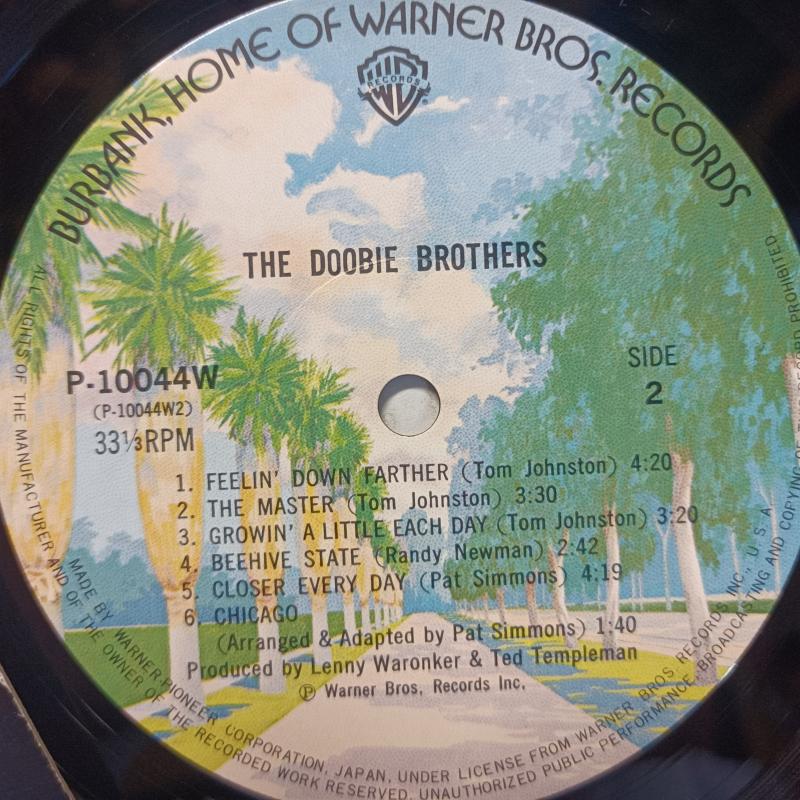 BURBANK, HOME OF WARNER BROS. RECORDS
RECORDS
THE DOOBIE BROTHERS
P-10044W
(P-10044W2)
33⅓RPM
SIDE
2
1. FEELIN' DOWN FARTHER (Tom Johnston) 4:20
2. THE MASTER (Tom Johnston) 3:30
3. GROWIN' A LITTLE EACH DAY (Tom Johnston) 3:20
4. BEEHIVE STATE (Randy Newman) 2:42
5. CLOSER EVERY DAY (Pat Simmons) 4:19
6. CHICAGO
(Arranged & Adapted by Pat Simmons) 1:40
Produced by Lenny Waronker & Ted Templeman
Ⓟ Warner Bros. Records Inc.
MADE BY WARNER-PIONEER CORPORATION, JAPAN, UNDER LICENSE FROM WARNER BROS. RECORDS INC., U.S.A.
ALL RIGHTS OF THE MANUFACTURER AND OF THE OWNER OF THE RECORDED WORK RESERVED. UNAUTHORIZED PUBLIC PERFORMANCE, BROADCASTING AND COPYING OF PROHIBITED